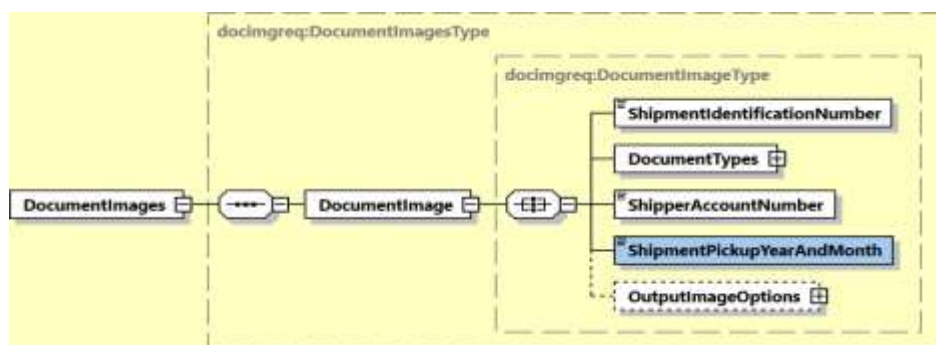 docimgreq:DocumentImagesType
docimgreq:DocumentImageType
ShipmentIdentificationNumber
DocumentTypes
DocumentImages
DocumentImage
ShipperAccountNumber
ShipmentPickupYearAndMonth
OutputImageOptions